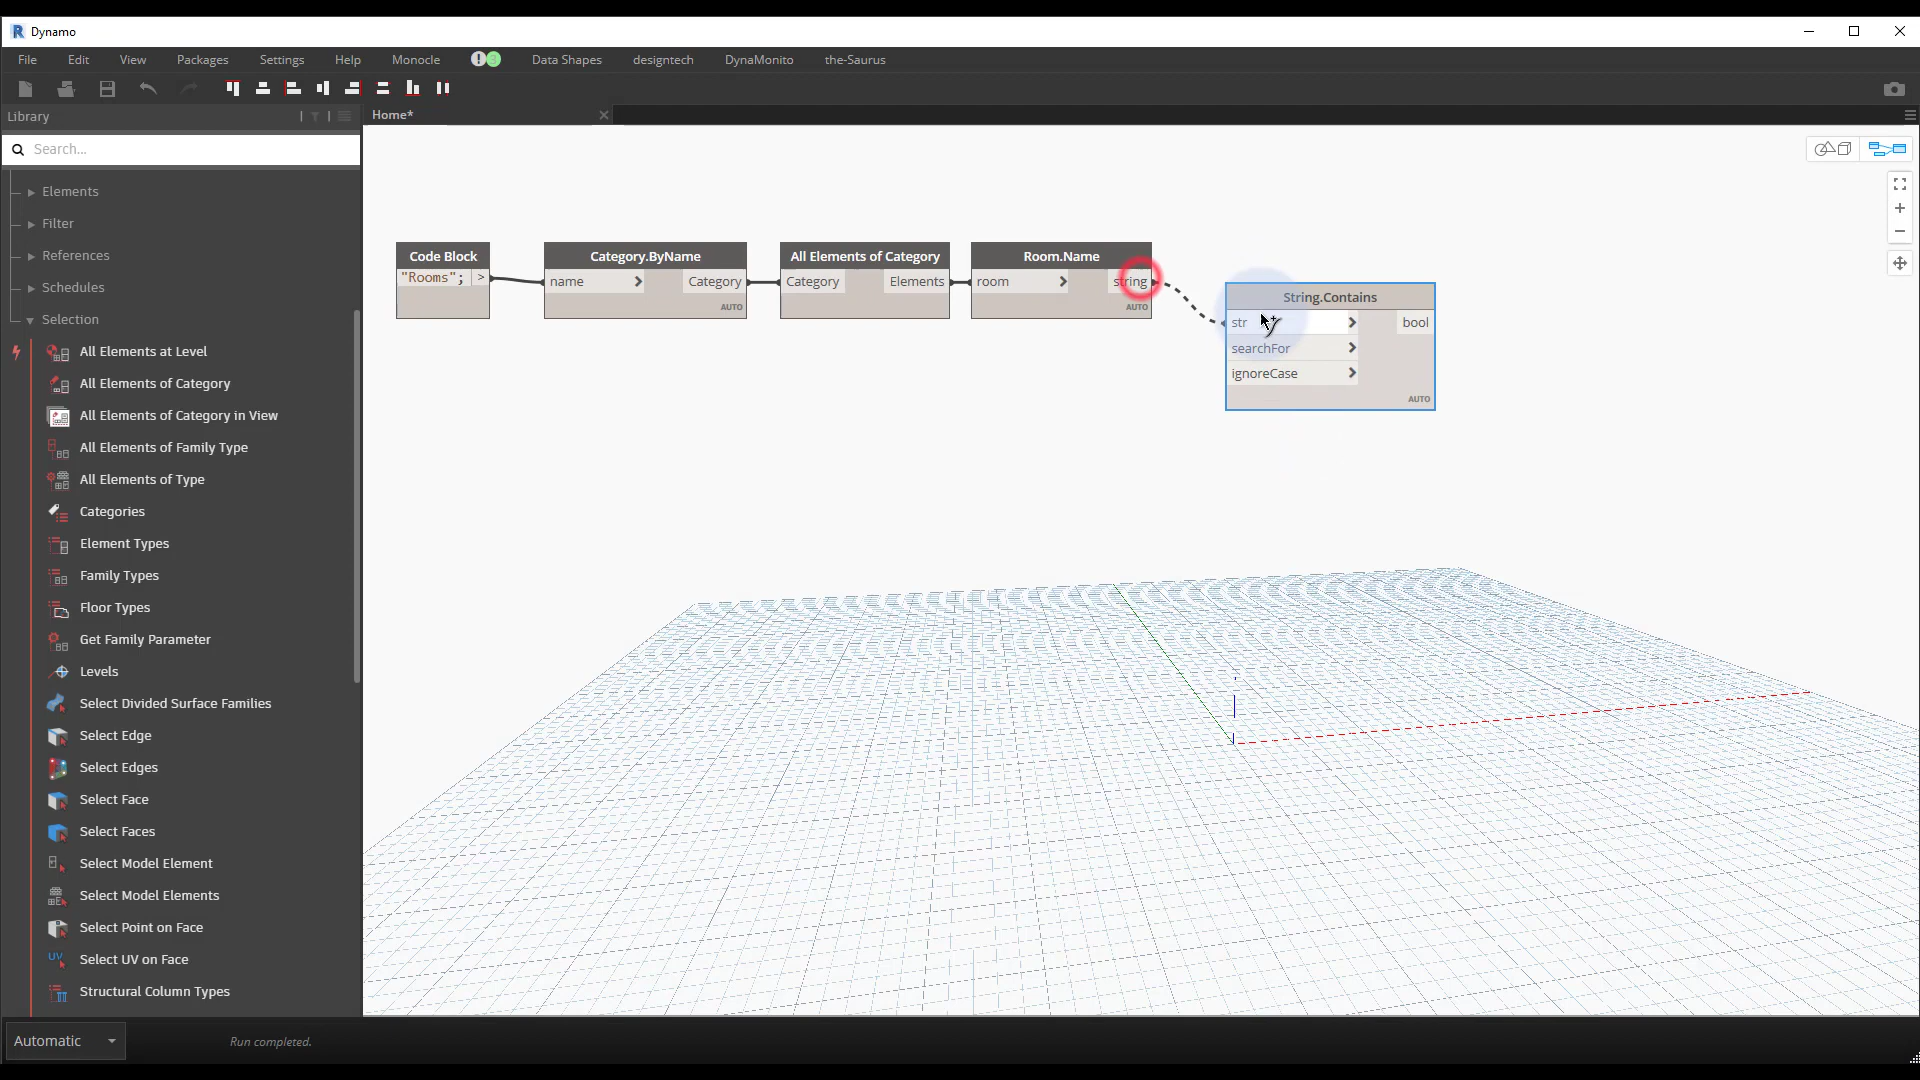 Dynamo
File Edit View Packages Settings Help Monocle ! 3 Data Shapes designtech DynaMonito the-Saurus
Library
Home*
Search...
Elements
Filter
References
Schedules
Selection
All Elements at Level
All Elements of Category
All Elements of Category in View
All Elements of Family Type
All Elements of Type
Categories
Element Types
Family Types
Floor Types
Get Family Parameter
Levels
Select Divided Surface Families
Select Edge
Select Edges
Select Face
Select Faces
Select Model Element
Select Model Elements
Select Point on Face
Select UV on Face
Structural Column Types
Code Block
"Rooms"; >
Category.ByName
name > Category
AUTO
All Elements of Category
Category Elements
Room.Name
room > string
AUTO
String.Contains
str > bool
searchFor >
ignoreCase >
AUTO
Automatic
Run completed.